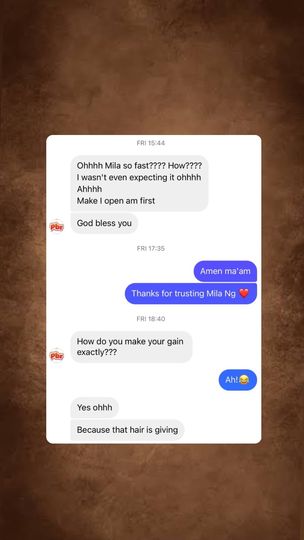 FRI 15:44
Ohhhh Mila so fast???? How????
I wasn't even expecting it ohhhh
Ahhhh
Make I open am first
God bless you
Pbr
FRI 17:35
Amen ma'am
Thanks for trusting Mila Ng ❤️
FRI 18:40
How do you make your gain
exactly???
Pbr
Ah!😂
Yes ohhh
Because that hair is giving